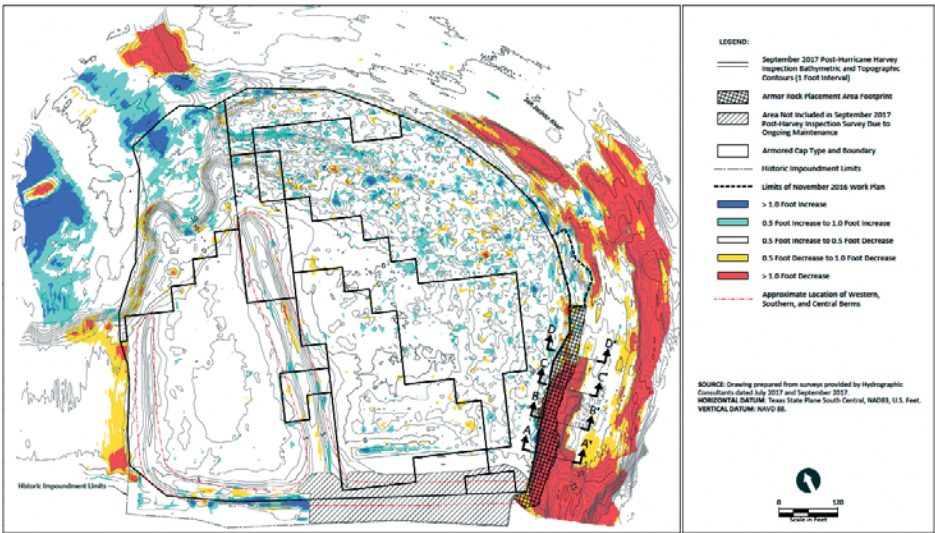 LEGEND:
September 2017 Post-Hurricane Harvey
Inspection Bathymetric and Topographic
Contours (1 Foot Interval)
Armor Rock Placement Area Footprint
Area Not Included in September 2017
Post-Harvey Inspection Survey Due to
Ongoing Maintenance
Armored Cap Type and Boundary
Historic Impoundment Limits
Limits of November 2016 Work Plan
> 1.0 Foot Increase
0.5 Foot Increase to 1.0 Foot Increase
0.5 Foot Increase to 0.5 Foot Decrease
0.5 Foot Decrease to 1.0 Foot Decrease
> 1.0 Foot Decrease
Approximate Location of Western,
Southern, and Central Berms
SOURCE: Drawing prepared from surveys provided by Hydrographic
Consultants dated July 2017 and September 2017.
HORIZONTAL DATUM: Texas State Plane South Central, NAD83, U.S. Feet.
VERTICAL DATUM: NAVD 88.
0 120
Scale in Feet
San Jacinto River
D D'
C C'
B B'
A A'
Historic Impoundment Limits